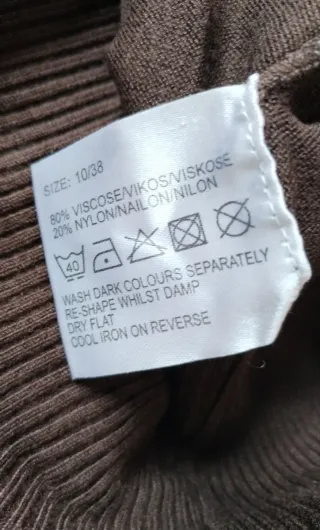 SIZE: 10/38
80% VISCOSE/VIKOS/VISKOSE
20% NYLON/NAILON/NILON
40
WASH DARK COLOURS SEPARATELY
RE-SHAPE WHILST DAMP
DRY FLAT
COOL IRON ON REVERSE